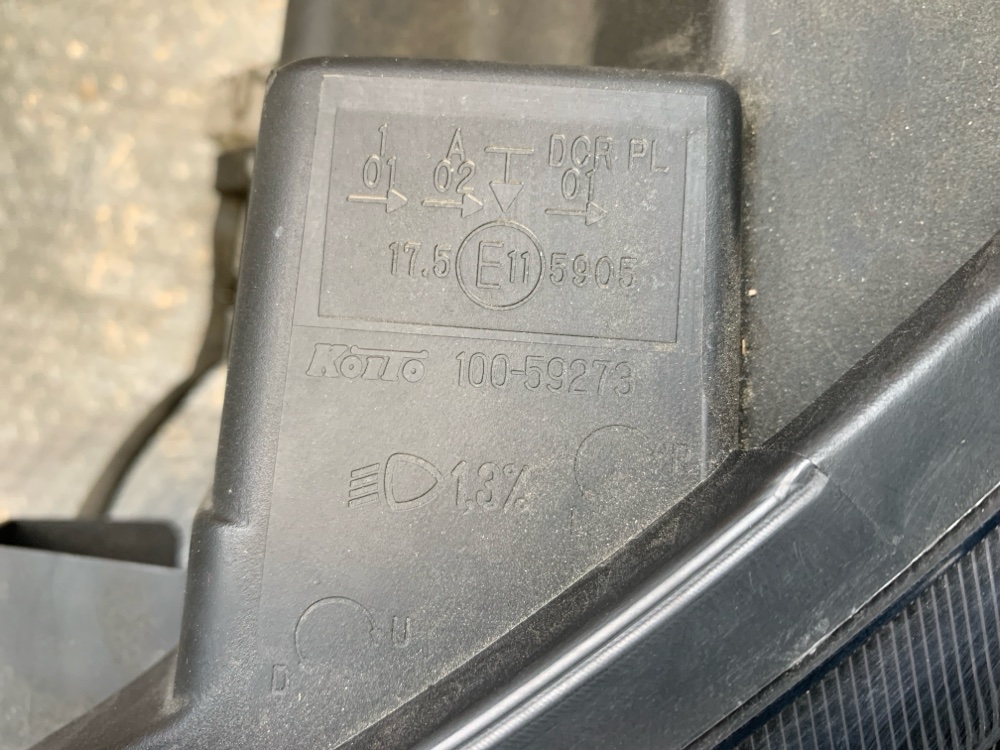 1 A DCR PL
01 02 01
17.5 E11 5905
KOITO 100-59273
1.3%
R
L
U
D